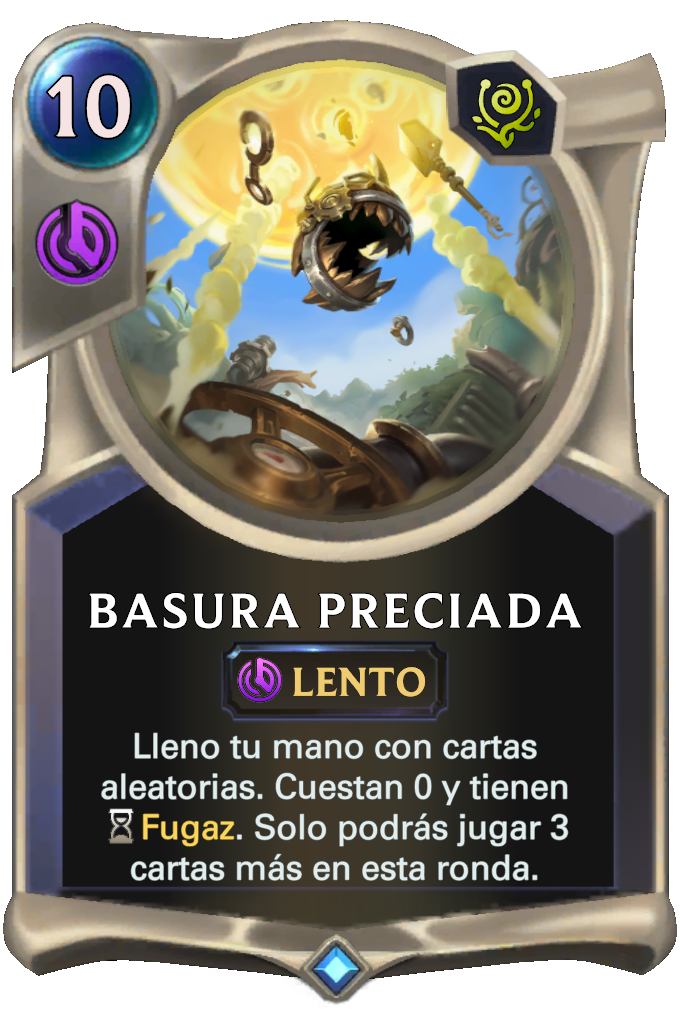 10
BASURA PRECIADA
LENTO
Lleno tu mano con cartas
aleatorias. Cuestan 0 y tienen
Fugaz. Solo podrás jugar 3
cartas más en esta ronda.